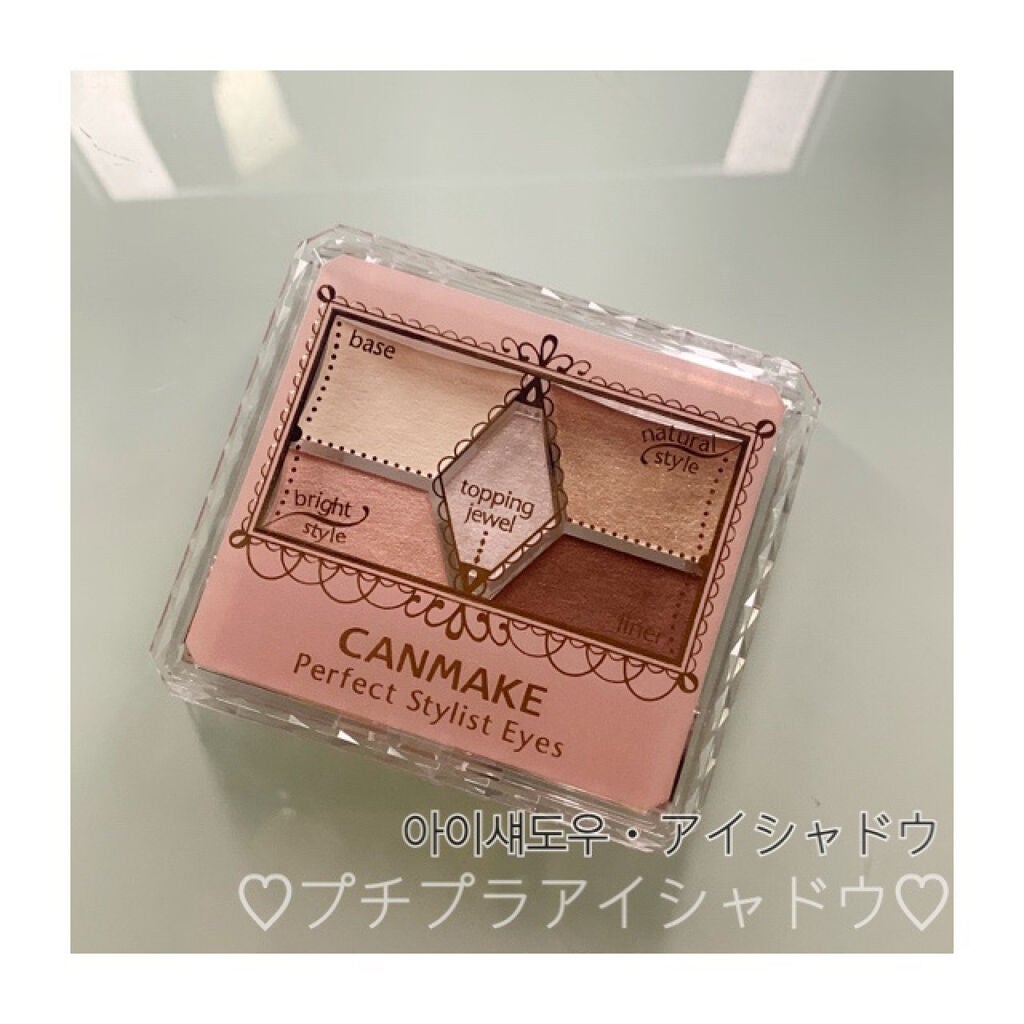 base
natural
style
topping
jewel
bright
style
liner
CANMAKE
Perfect Stylist Eyes
아이섀도우・アイシャドウ
♡プチプラアイシャドウ♡